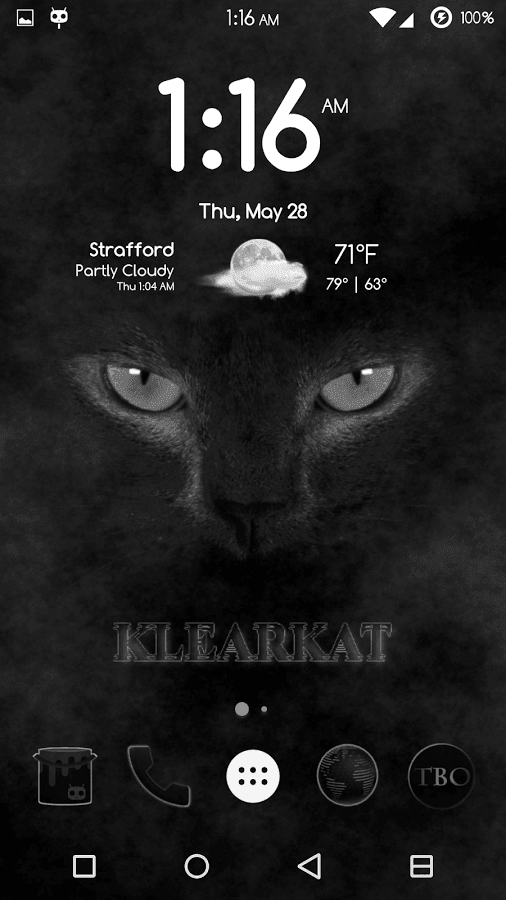 1:16 AM
100%
1:16 AM
Thu, May 28
Strafford
Partly Cloudy
Thu 1:04 AM
71°F
79° | 63°
KLEARKAT
TBO